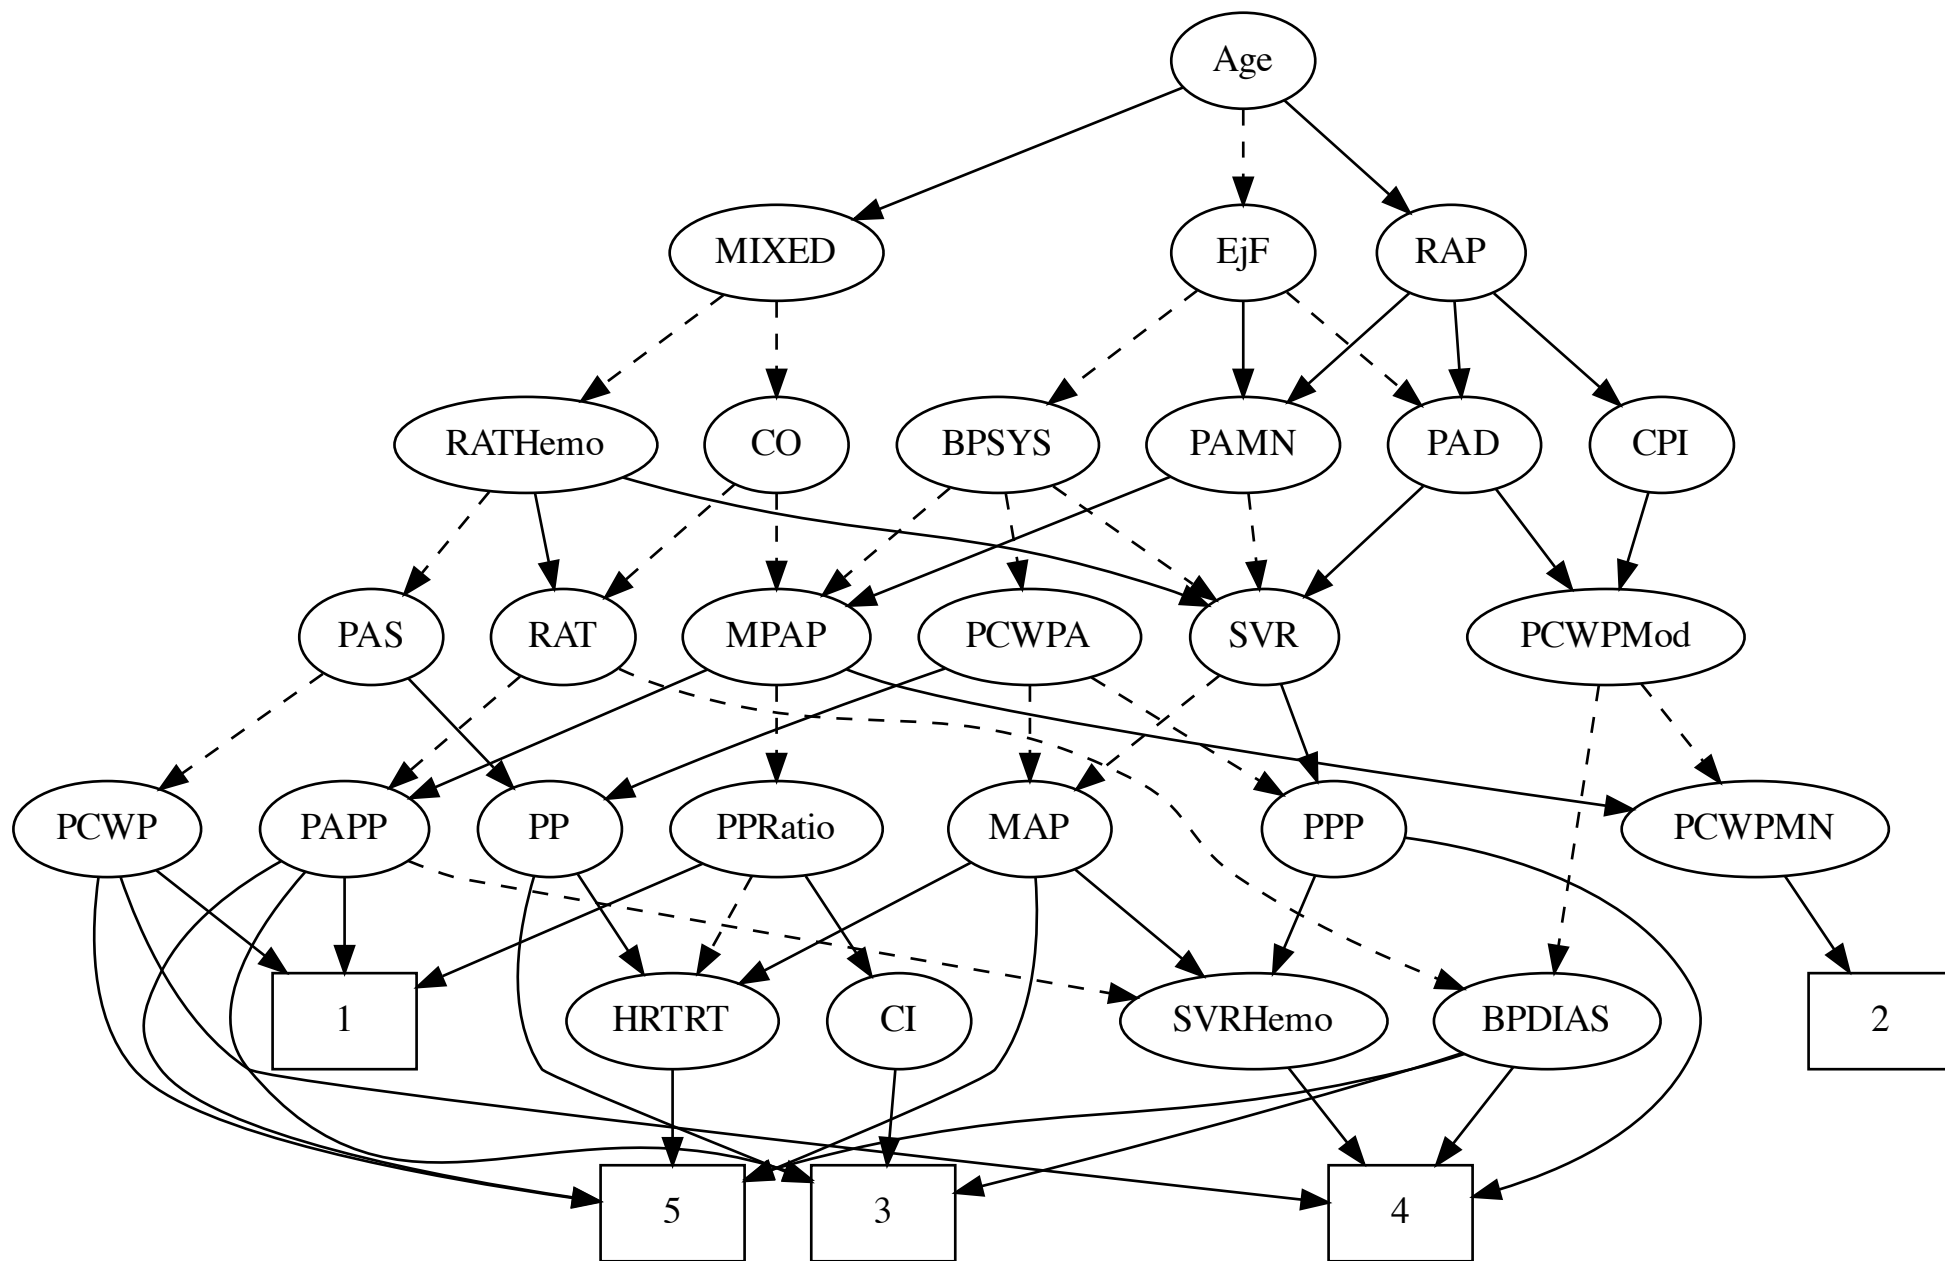 Age
MIXED
EjF
RAP
RATHemo
CO
BPSYS
PAMN
PAD
CPI
PAS
RAT
MPAP
PCWPA
SVR
PCWPMod
PCWP
PAPP
PP
PPRatio
MAP
PPP
PCWPMN
1
HRTRT
CI
SVRHemo
BPDIAS
2
5
3
4